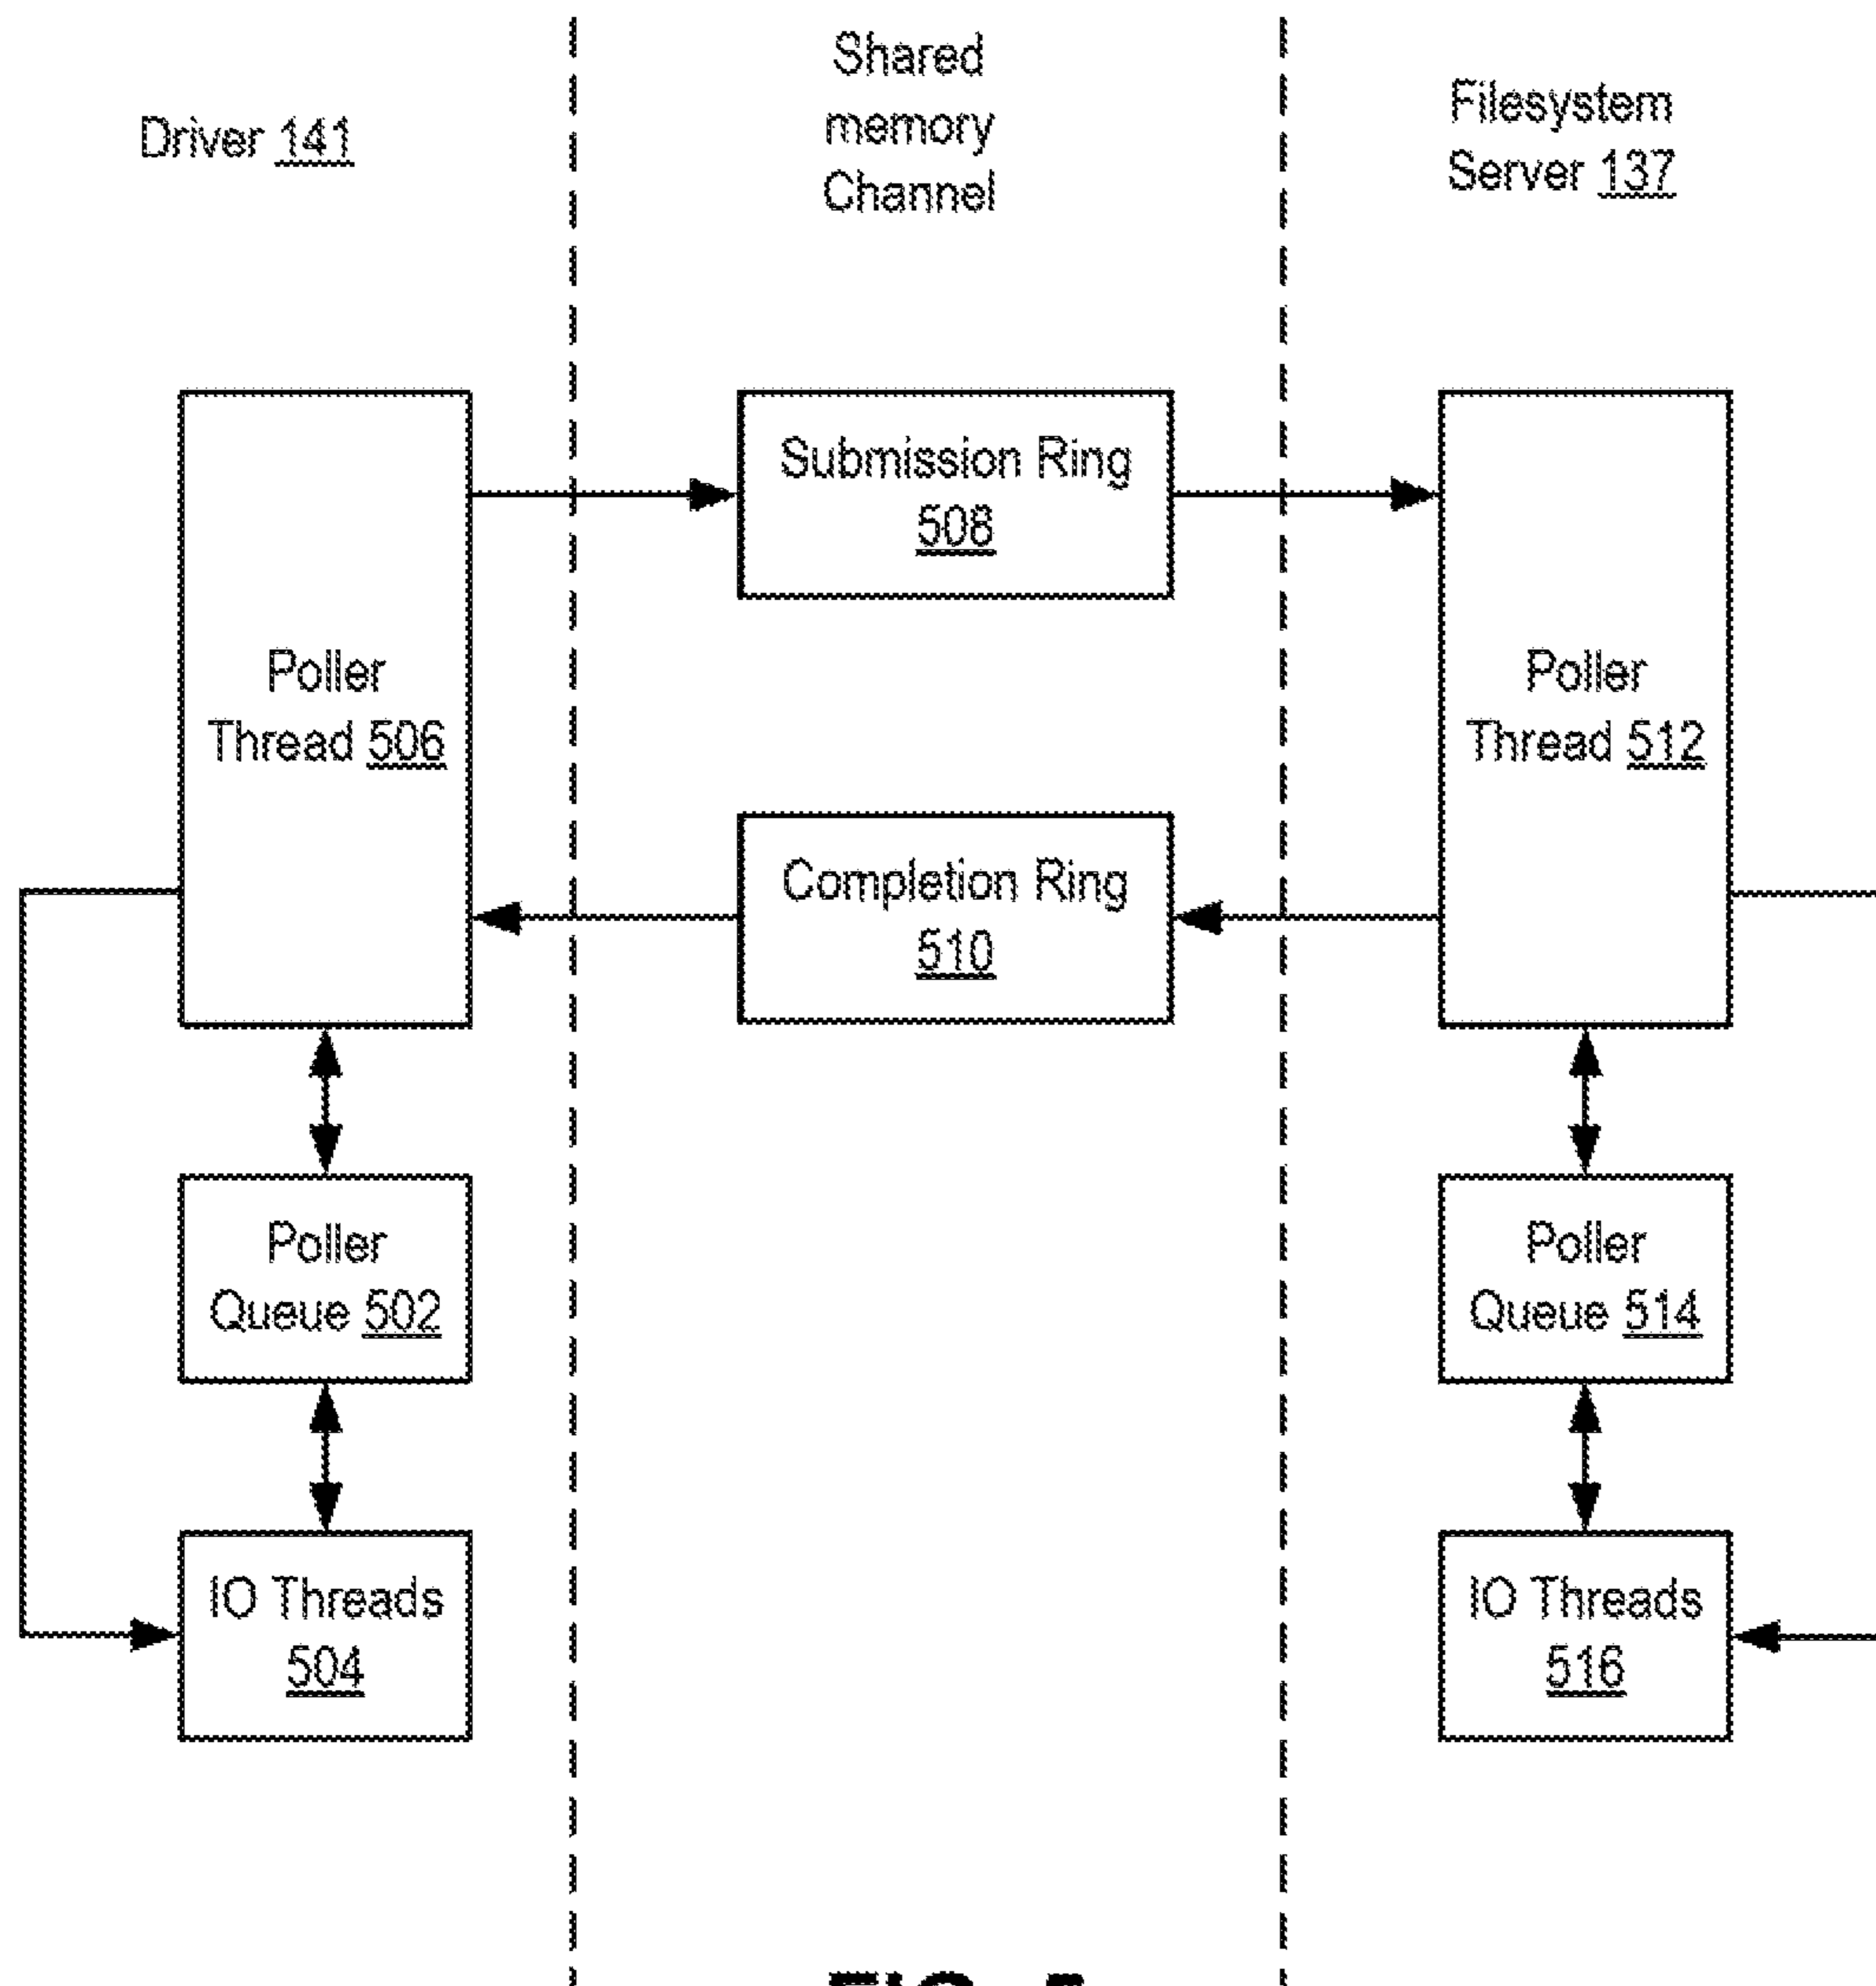 Driver 141
Shared
memory
Channel
Filesystem
Server 137
Submission Ring
508
Poller
Thread 506
Poller
Thread 512
Completion Ring
510
Poller
Queue 502
Poller
Queue 514
IO Threads
504
IO Threads
516